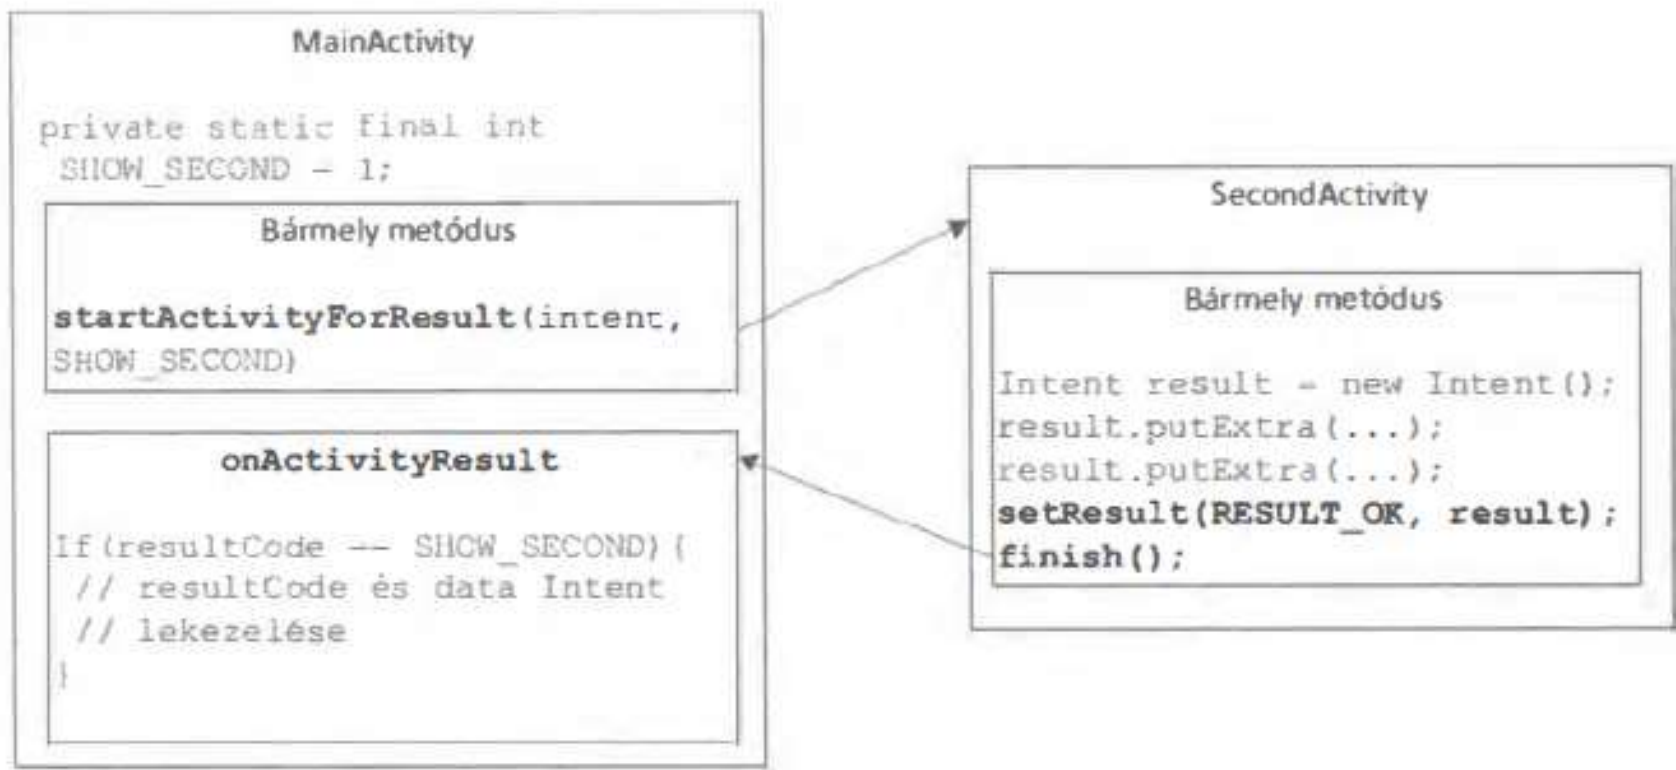 MainActivity
private static final int
SHOW_SECOND = 1;
Bármely metódus
startActivityForResult(intent,
SHOW_SECOND)
onActivityResult
If(resultCode == SHOW_SECOND){
// resultCode és data Intent
// lekezelése
}
SecondActivity
Bármely metódus
Intent result = new Intent();
result.putExtra(...);
result.putExtra(...);
setResult(RESULT_OK, result);
finish();